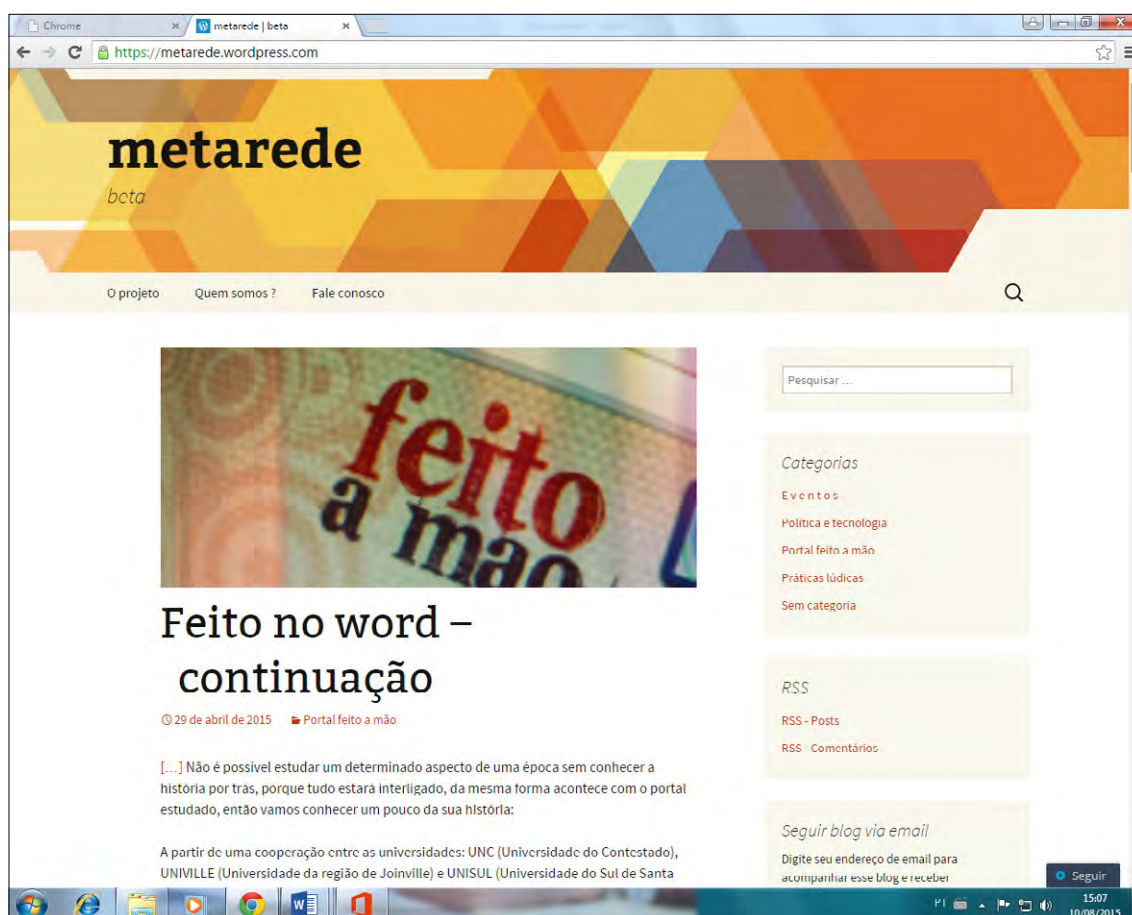 Chrome
metarede | beta
https://metarede.wordpress.com
metarede
beta
O projeto Quem somos ? Fale conosco
feito
a mao
Feito no word –
continuação
29 de abril de 2015 Portal feito a mão
[…] Não é possível estudar um determinado aspecto de uma época sem conhecer a
história por trás, porque tudo estará interligado, da mesma forma acontece com o portal
estudado, então vamos conhecer um pouco da sua história:
A partir de uma cooperação entre as universidades: UNC (Universidade do Contestado),
UNIVILLE (Universidade da região de Joinville) e UNISUL (Universidade do Sul de Santa
Pesquisar …
Categorias
Eventos
Política e tecnologia
Portal feito a mão
Práticas lúdicas
Sem categoria
RSS
RSS - Posts
RSS - Comentários
Seguir blog via email
Digite seu endereço de email para
acompanhar esse blog e receber
Seguir
PT
15:07
10/08/2015